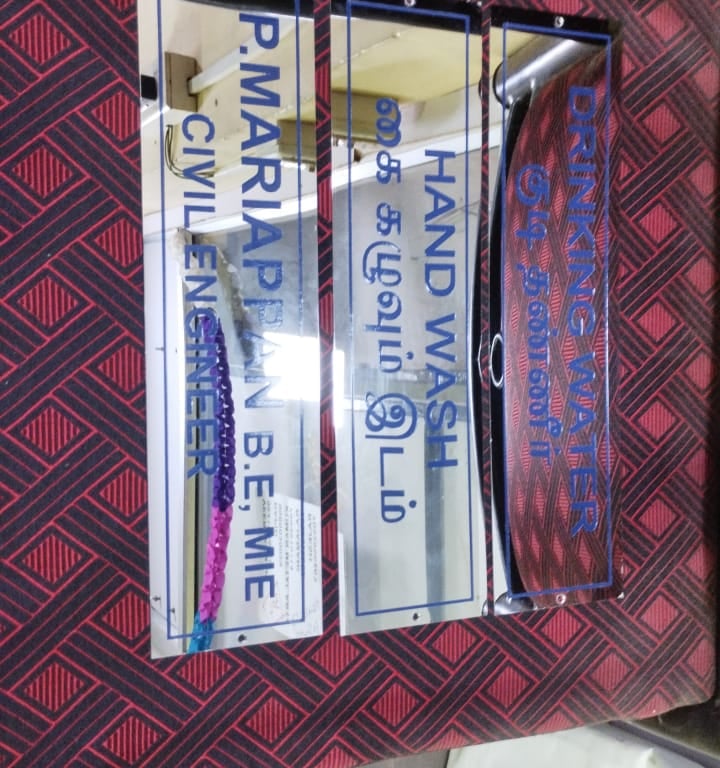 DRINKING WATER
குடி தண்ணீர்
HAND WASH
கை கழுவும் இடம்
P.MARIAPPAN B.E, MIE
CIVIL ENGINEER